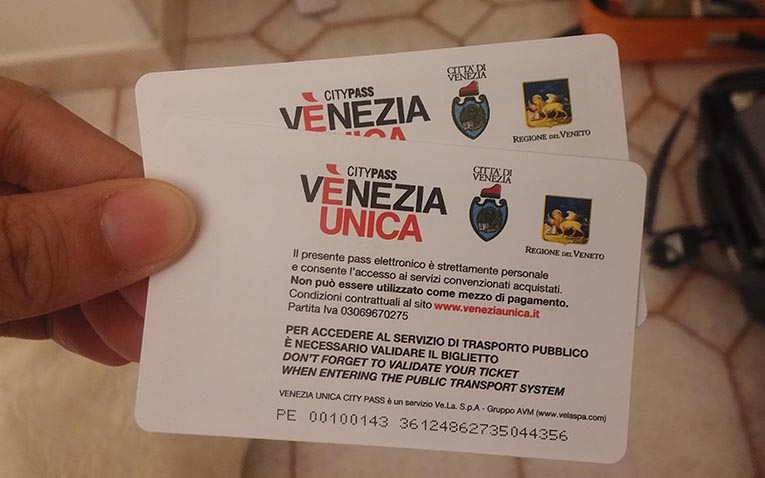 CITYPASS
VÈNEZIA
UNICA
CITTA' DI
VENEZIA
REGIONE DEL VENETO
CITYPASS
VÈNEZIA
UNICA
CITTA' DI
VENEZIA
REGIONE DEL VENETO
Il presente pass elettronico è strettamente personale
e consente l'accesso ai servizi convenzionati acquistati.
Non può essere utilizzato come mezzo di pagamento.
Condizioni contrattuali al sito www.veneziaunica.it
Partita Iva 03069670275
PER ACCEDERE AL SERVIZIO DI TRASPORTO PUBBLICO
È NECESSARIO VALIDARE IL BIGLIETTO
DON'T FORGET TO VALIDATE YOUR TICKET
WHEN ENTERING THE PUBLIC TRANSPORT SYSTEM
VENEZIA UNICA CITY PASS è un servizio Ve.La. S.p.A - Gruppo AVM (www.velaspa.com)
PE 00100143 36124862735044356